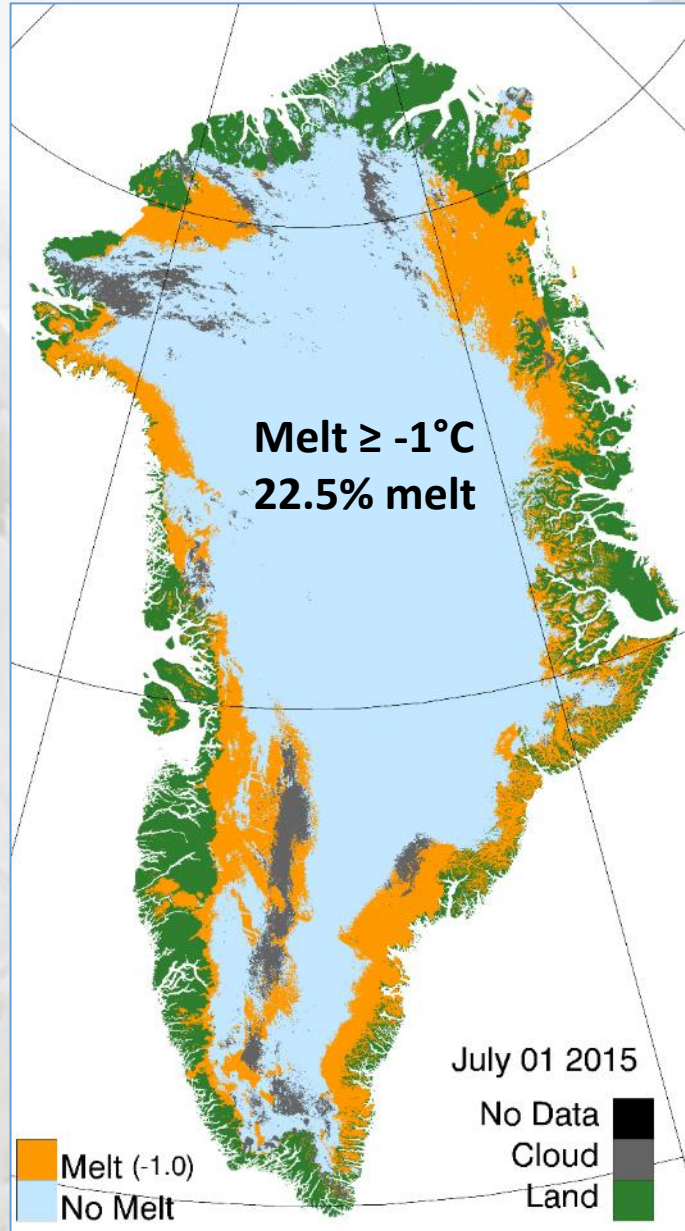 Melt ≥ -1°C
22.5% melt
July 01 2015
No Data
Cloud
Land
Melt (-1.0)
No Melt